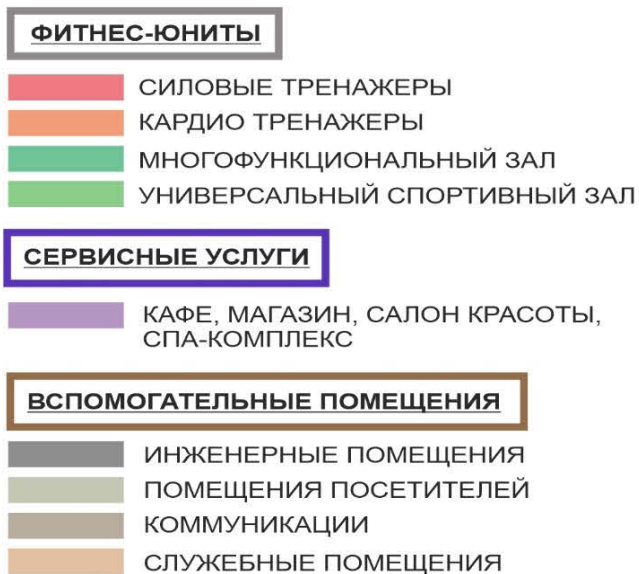 ФИТНЕС-ЮНИТЫ
СИЛОВЫЕ ТРЕНАЖЕРЫ
КАРДИО ТРЕНАЖЕРЫ
МНОГОФУНКЦИОНАЛЬНЫЙ ЗАЛ
УНИВЕРСАЛЬНЫЙ СПОРТИВНЫЙ ЗАЛ
СЕРВИСНЫЕ УСЛУГИ
КАФЕ, МАГАЗИН, САЛОН КРАСОТЫ,
СПА-КОМПЛЕКС
ВСПОМОГАТЕЛЬНЫЕ ПОМЕЩЕНИЯ
ИНЖЕНЕРНЫЕ ПОМЕЩЕНИЯ
ПОМЕЩЕНИЯ ПОСЕТИТЕЛЕЙ
КОММУНИКАЦИИ
СЛУЖЕБНЫЕ ПОМЕЩЕНИЯ